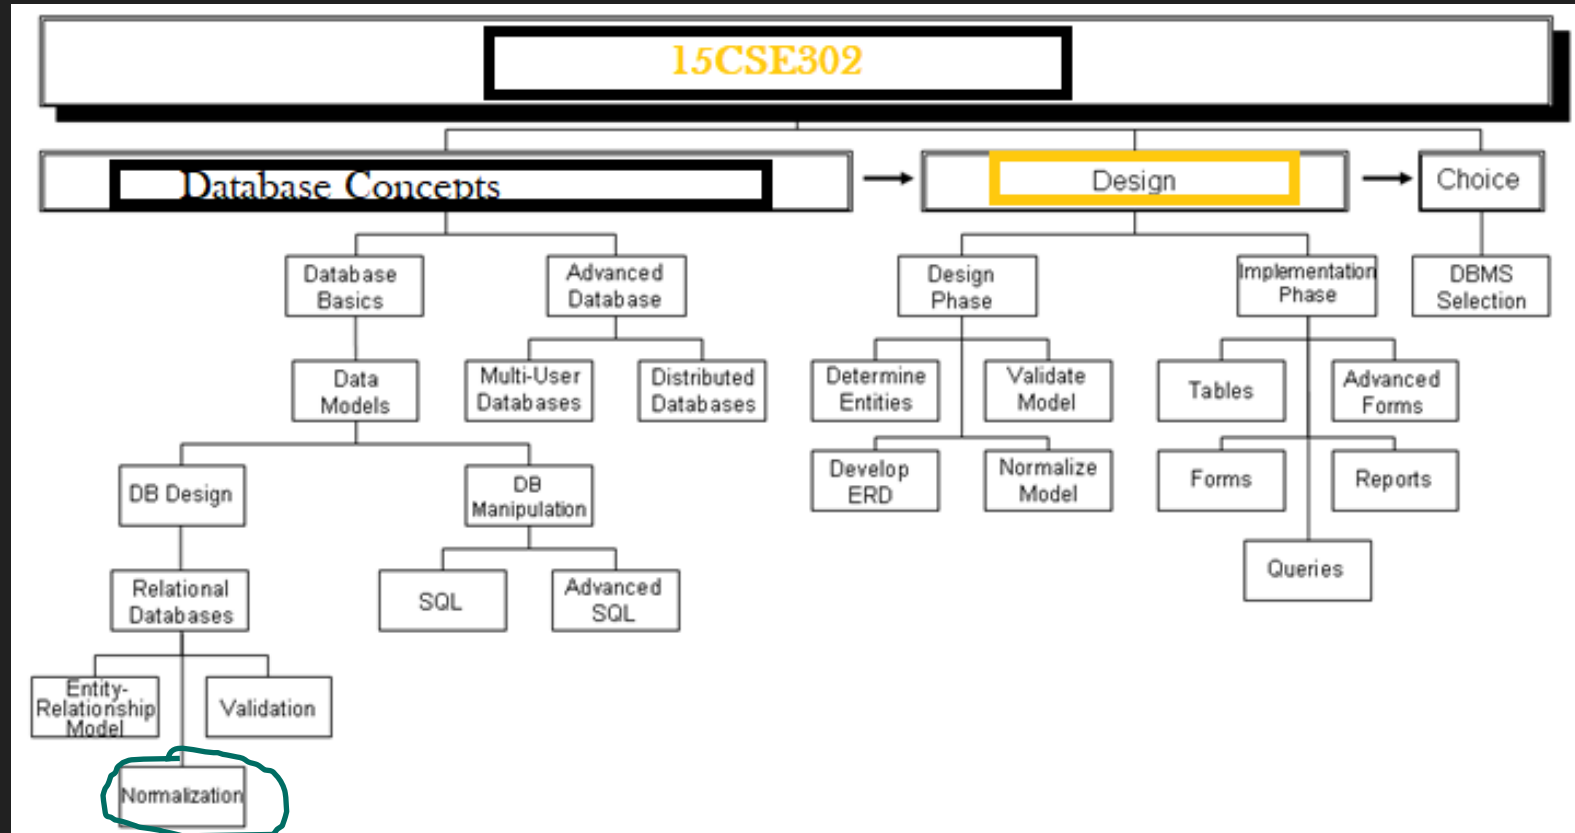 15CSE302
Database Concepts
Design
Choice
Database
Basics
Advanced
Database
Design
Phase
Implementation
Phase
DBMS
Selection
Data
Models
Multi-User
Databases
Distributed
Databases
Determine
Entities
Validate
Model
Tables
Advanced
Forms
DB Design
DB
Manipulation
Develop
ERD
Normalize
Model
Forms
Reports
Queries
Relational
Databases
SQL
Advanced
SQL
Entity-
Relationship
Model
Validation
Normalization